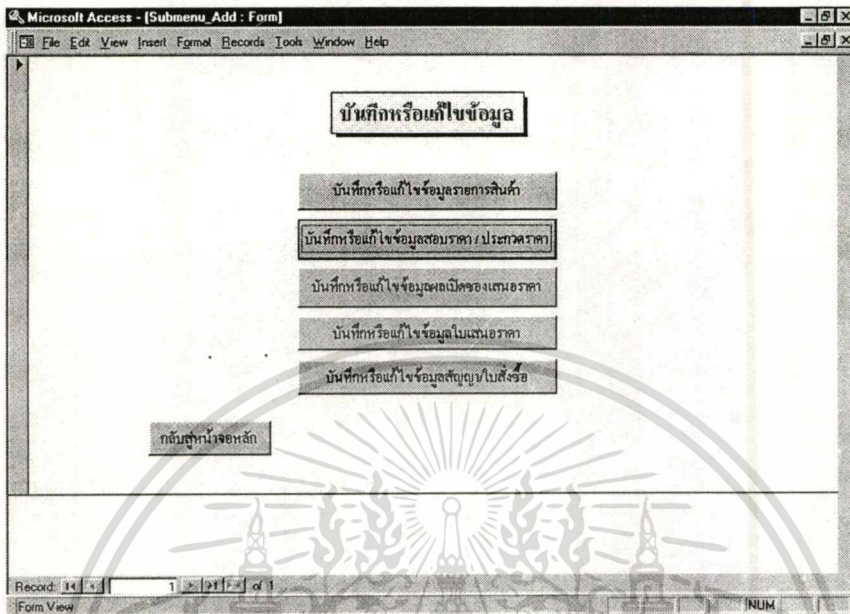 Microsoft Access - [Submenu_Add : Form]
File Edit View Insert Format Records Tools Window Help
บันทึกหรือแก้ไขข้อมูล
บันทึกหรือแก้ไขข้อมูลรายการสินค้า
บันทึกหรือแก้ไขข้อมูลสอบราคา / ประกวดราคา
บันทึกหรือแก้ไขข้อมูลผลเปิดซองเสนอราคา
บันทึกหรือแก้ไขข้อมูลใบเสนอราคา
บันทึกหรือแก้ไขข้อมูลสัญญา/ใบสั่งซื้อ
กลับสู่หน้าจอหลัก
Record: 1 of 1
Form View NUM